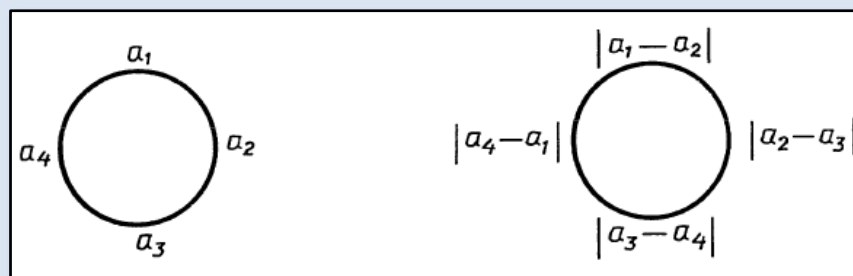 a₁
a₄ a₂
a₃
|a₁ — a₂|
|a₄ — a₁| |a₂ — a₃|
|a₃ — a₄|